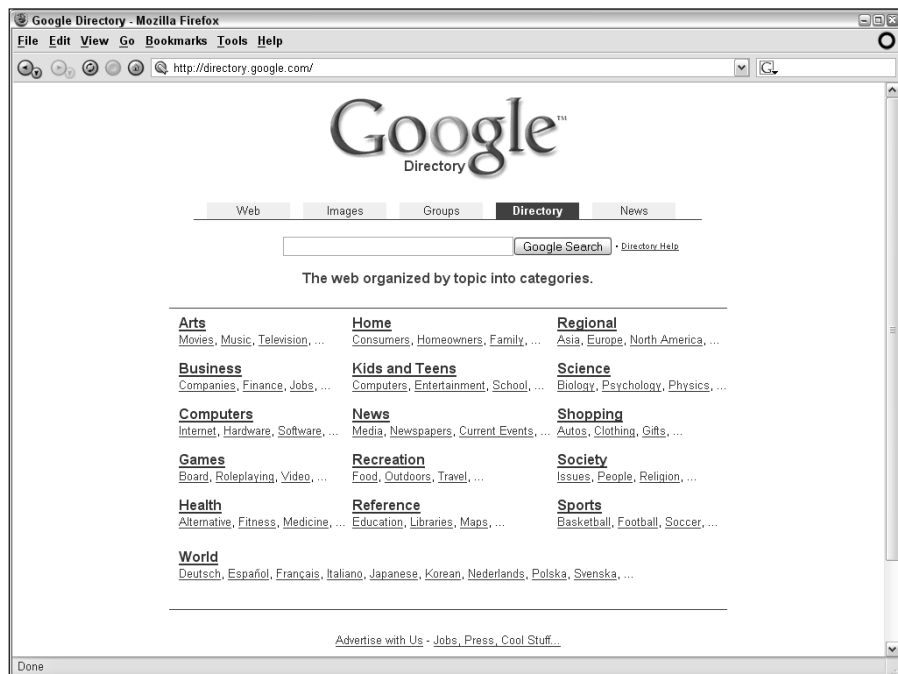 Google Directory - Mozilla Firefox
File Edit View Go Bookmarks Tools Help
http://directory.google.com/
G
Google™
Directory
Web Images Groups Directory News
Google Search • Directory Help
The web organized by topic into categories.
Arts Home Regional
Movies, Music, Television, ... Consumers, Homeowners, Family, ... Asia, Europe, North America, ...
Business Kids and Teens Science
Companies, Finance, Jobs, ... Computers, Entertainment, School, ... Biology, Psychology, Physics, ...
Computers News Shopping
Internet, Hardware, Software, ... Media, Newspapers, Current Events, ... Autos, Clothing, Gifts, ...
Games Recreation Society
Board, Roleplaying, Video, ... Food, Outdoors, Travel, ... Issues, People, Religion, ...
Health Reference Sports
Alternative, Fitness, Medicine, ... Education, Libraries, Maps, ... Basketball, Football, Soccer, ...
World
Deutsch, Español, Français, Italiano, Japanese, Korean, Nederlands, Polska, Svenska, ...
Advertise with Us - Jobs, Press, Cool Stuff...
Done